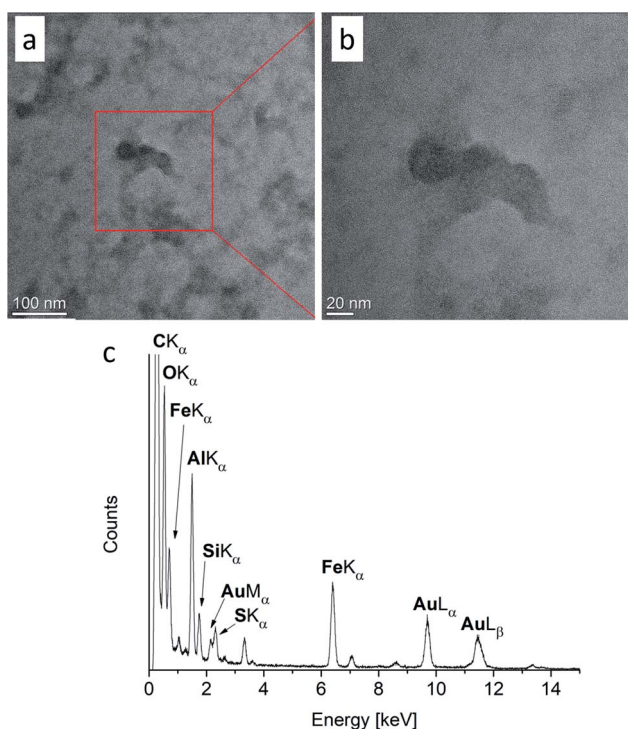 a
b
100 nm
20 nm
c
CKα
OKα
FeKα
AlKα
SiKα
AuMα
SKα
FeKα
AuLα
AuLβ
Counts
0 2 4 6 8 10 12 14
Energy [keV]